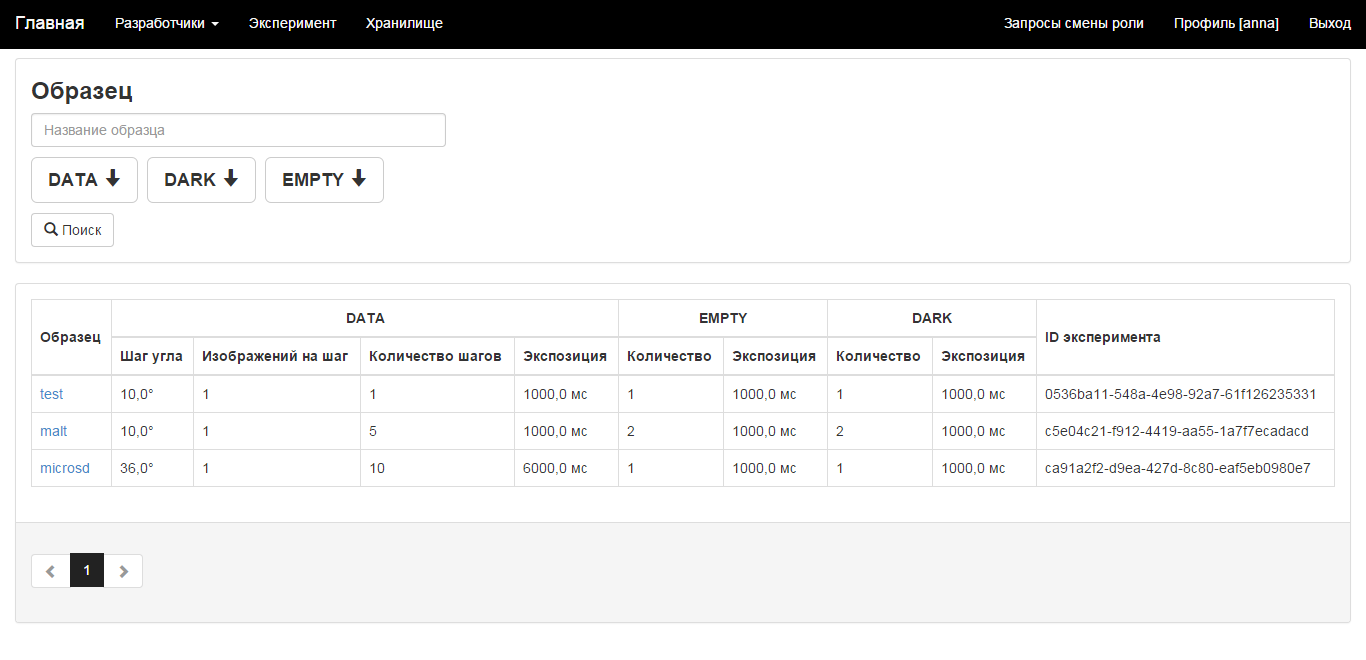 Главная Разработчики Эксперимент Хранилище Запросы смены роли Профиль [anna] Выход
Образец
Название образца
DATA DARK EMPTY
Поиск
Образец DATA EMPTY DARK ID эксперимента
Шаг угла Изображений на шаг Количество шагов Экспозиция Количество Экспозиция Количество Экспозиция
test 10,0° 1 1 1000,0 мс 1 1000,0 мс 1 1000,0 мс 0536ba11-548a-4e98-92a7-61f126235331
malt 10,0° 1 5 1000,0 мс 2 1000,0 мс 2 1000,0 мс c5e04c21-f912-4419-aa55-1a7f7ecadacd
microsd 36,0° 1 10 6000,0 мс 1 1000,0 мс 1 1000,0 мс ca91a2f2-d9ea-427d-8c80-eaf5eb0980e7
1